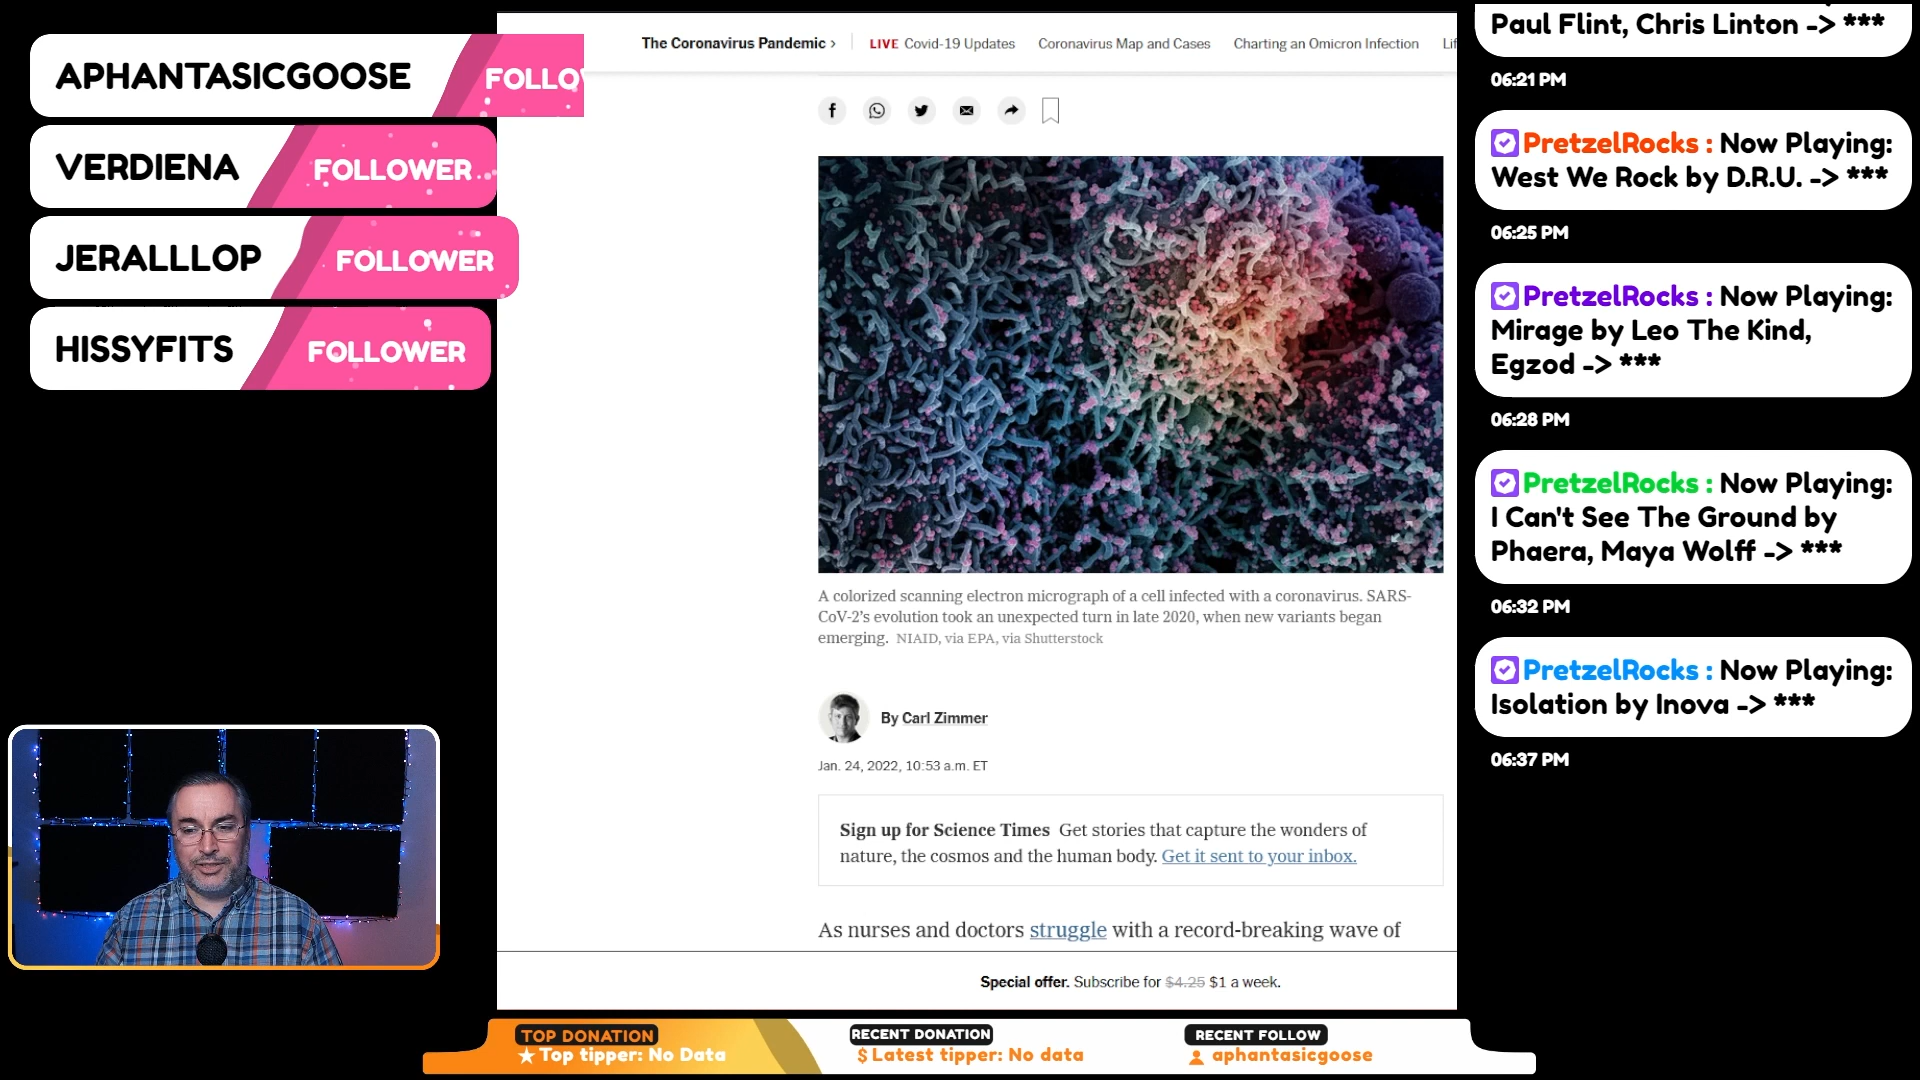 APHANTASICGOOSE
FOLLO
VERDIENA
FOLLOWER
JERALLLOP
FOLLOWER
HISSYFITS
FOLLOWER
The Coronavirus Pandemic ›
LIVE Covid-19 Updates
Coronavirus Map and Cases
Charting an Omicron Infection
A colorized scanning electron micrograph of a cell infected with a coronavirus. SARS-
CoV-2's evolution took an unexpected turn in late 2020, when new variants began
emerging. NIAID, via EPA, via Shutterstock
By Carl Zimmer
Jan. 24, 2022, 10:53 a.m. ET
Sign up for Science Times Get stories that capture the wonders of
nature, the cosmos and the human body. Get it sent to your inbox.
As nurses and doctors struggle with a record-breaking wave of
Special offer. Subscribe for $4.25 $1 a week.
TOP DONATION
Top tipper: No Data
RECENT DONATION
$ Latest tipper: No data
RECENT FOLLOW
aphantasicgoose
Paul Flint, Chris Linton -> ***
06:21 PM
PretzelRocks : Now Playing:
West We Rock by D.R.U. -> ***
06:25 PM
PretzelRocks : Now Playing:
Mirage by Leo The Kind,
Egzod -> ***
06:28 PM
PretzelRocks : Now Playing:
I Can't See The Ground by
Phaera, Maya Wolff -> ***
06:32 PM
PretzelRocks : Now Playing:
Isolation by Inova -> ***
06:37 PM